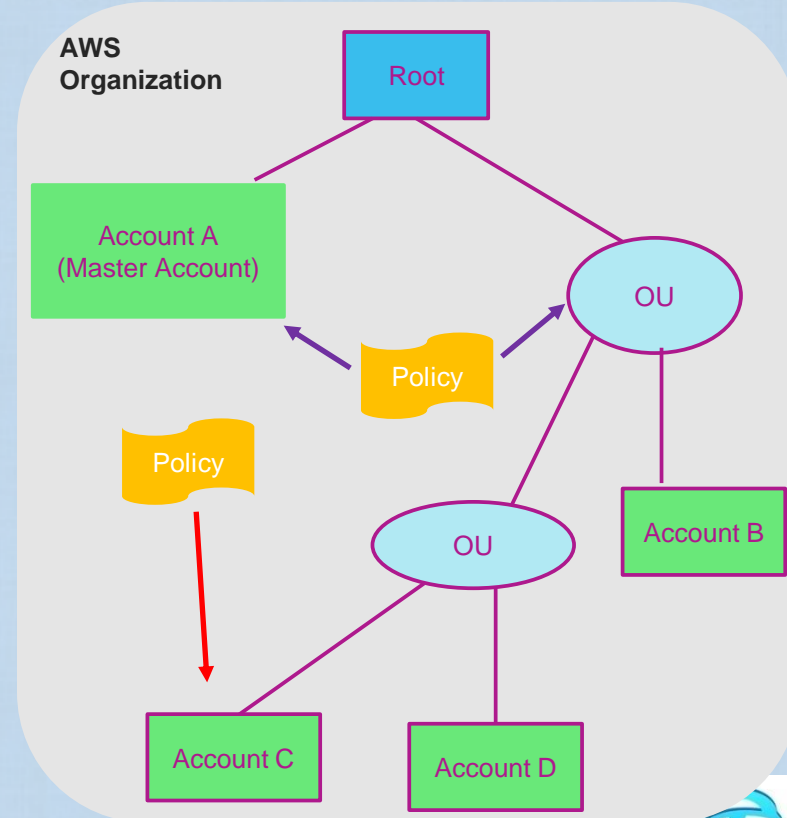 AWS
Organization
Root
Account A
(Master Account)
OU
Policy
Policy
OU
Account B
Account C
Account D